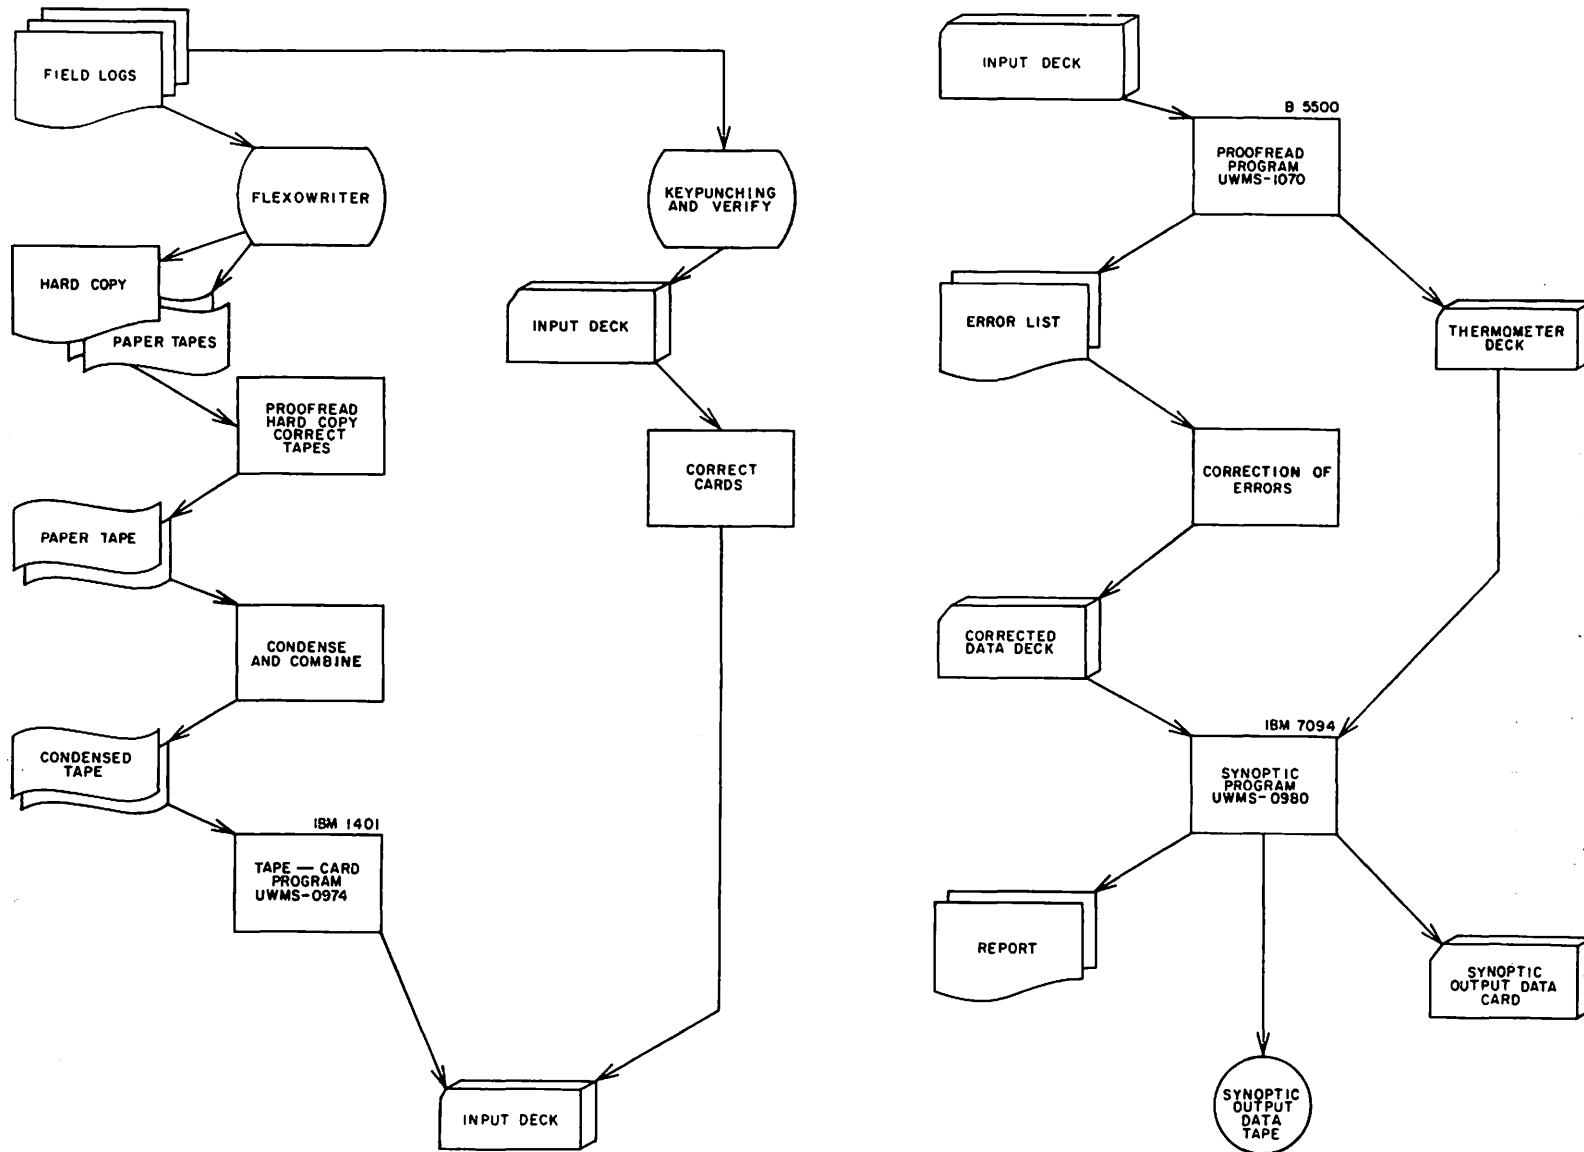 FIELD LOGS
FLEXOWRITER
KEYPUNCHING
AND VERIFY
HARD COPY
PAPER TAPES
INPUT DECK
PROOFREAD
HARD COPY
CORRECT
TAPES
CORRECT
CARDS
PAPER TAPE
CONDENSE
AND COMBINE
CONDENSED
TAPE
IBM 1401
TAPE — CARD
PROGRAM
UWMS-0974
INPUT DECK
INPUT DECK
B 5500
PROOFREAD
PROGRAM
UWMS-1070
ERROR LIST
THERMOMETER
DECK
CORRECTION OF
ERRORS
CORRECTED
DATA DECK
IBM 7094
SYNOPTIC
PROGRAM
UWMS-0980
REPORT
SYNOPTIC
OUTPUT DATA
CARD
SYNOPTIC
OUTPUT
DATA
TAPE